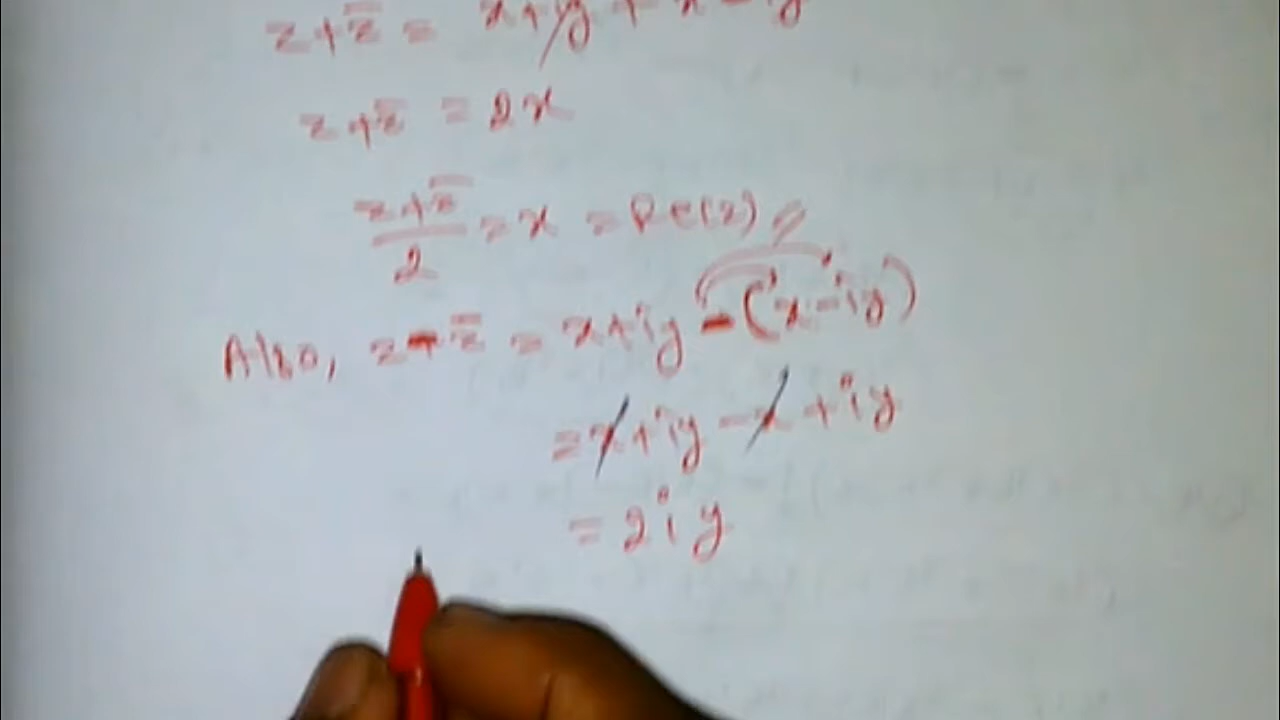 z+z̅ = x+iy + x - iy
z+z̅ = 2x
z+z̅/2 = x = Re(z)
Also, z-z̅ = x+iy -(x-iy)
= x+iy -x +iy
= 2iy